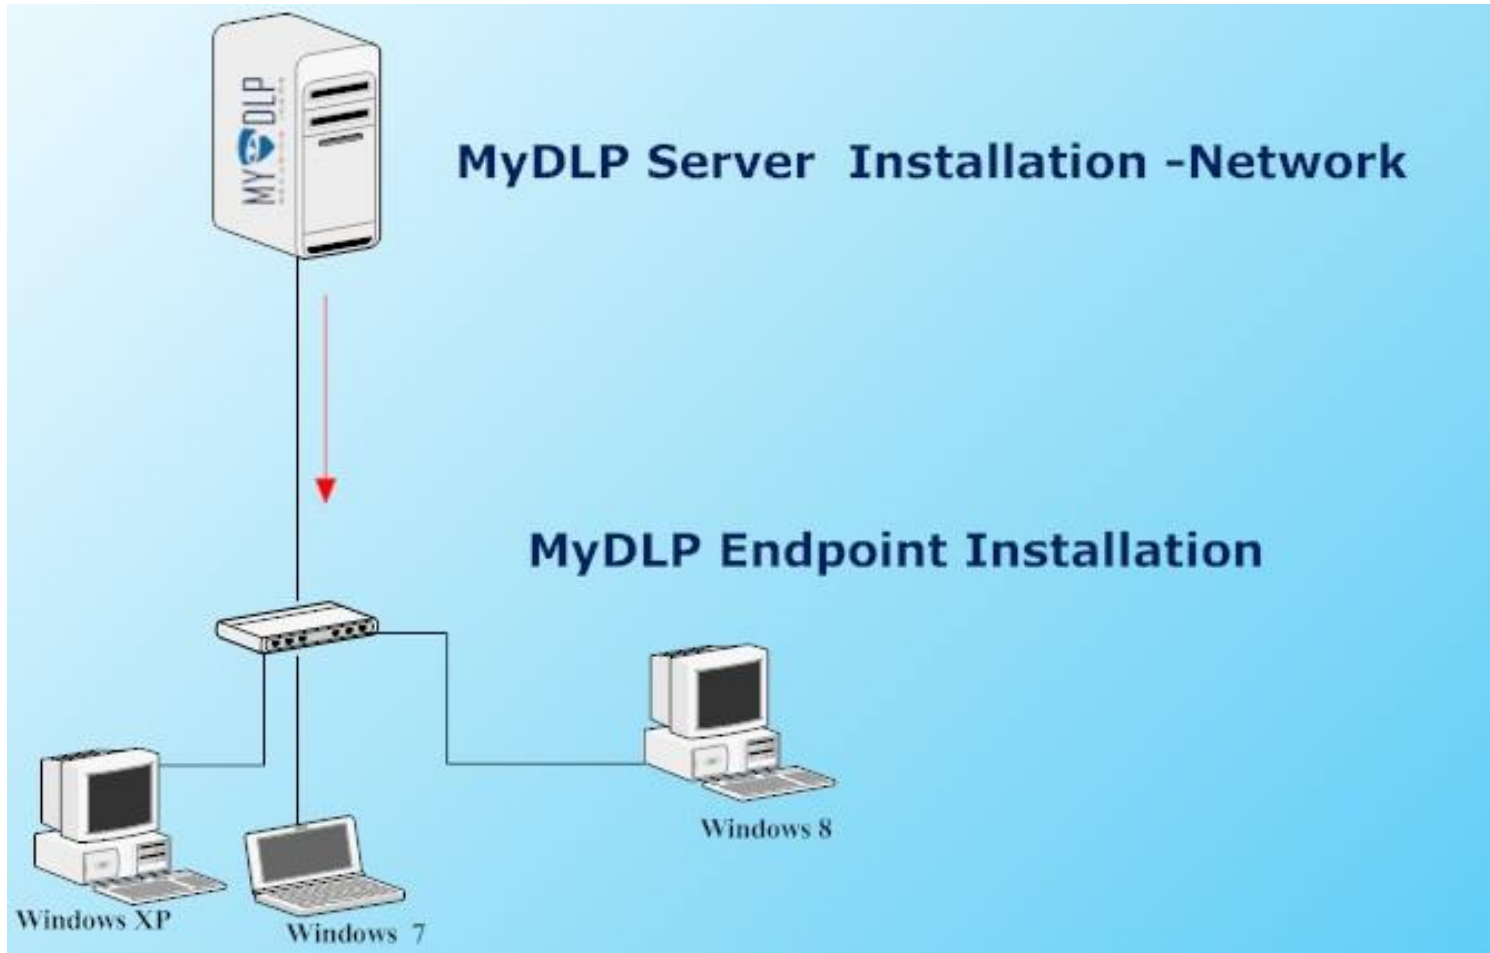 MYDLP
MyDLP Server Installation -Network
MyDLP Endpoint Installation
Windows 8
Windows XP
Windows 7